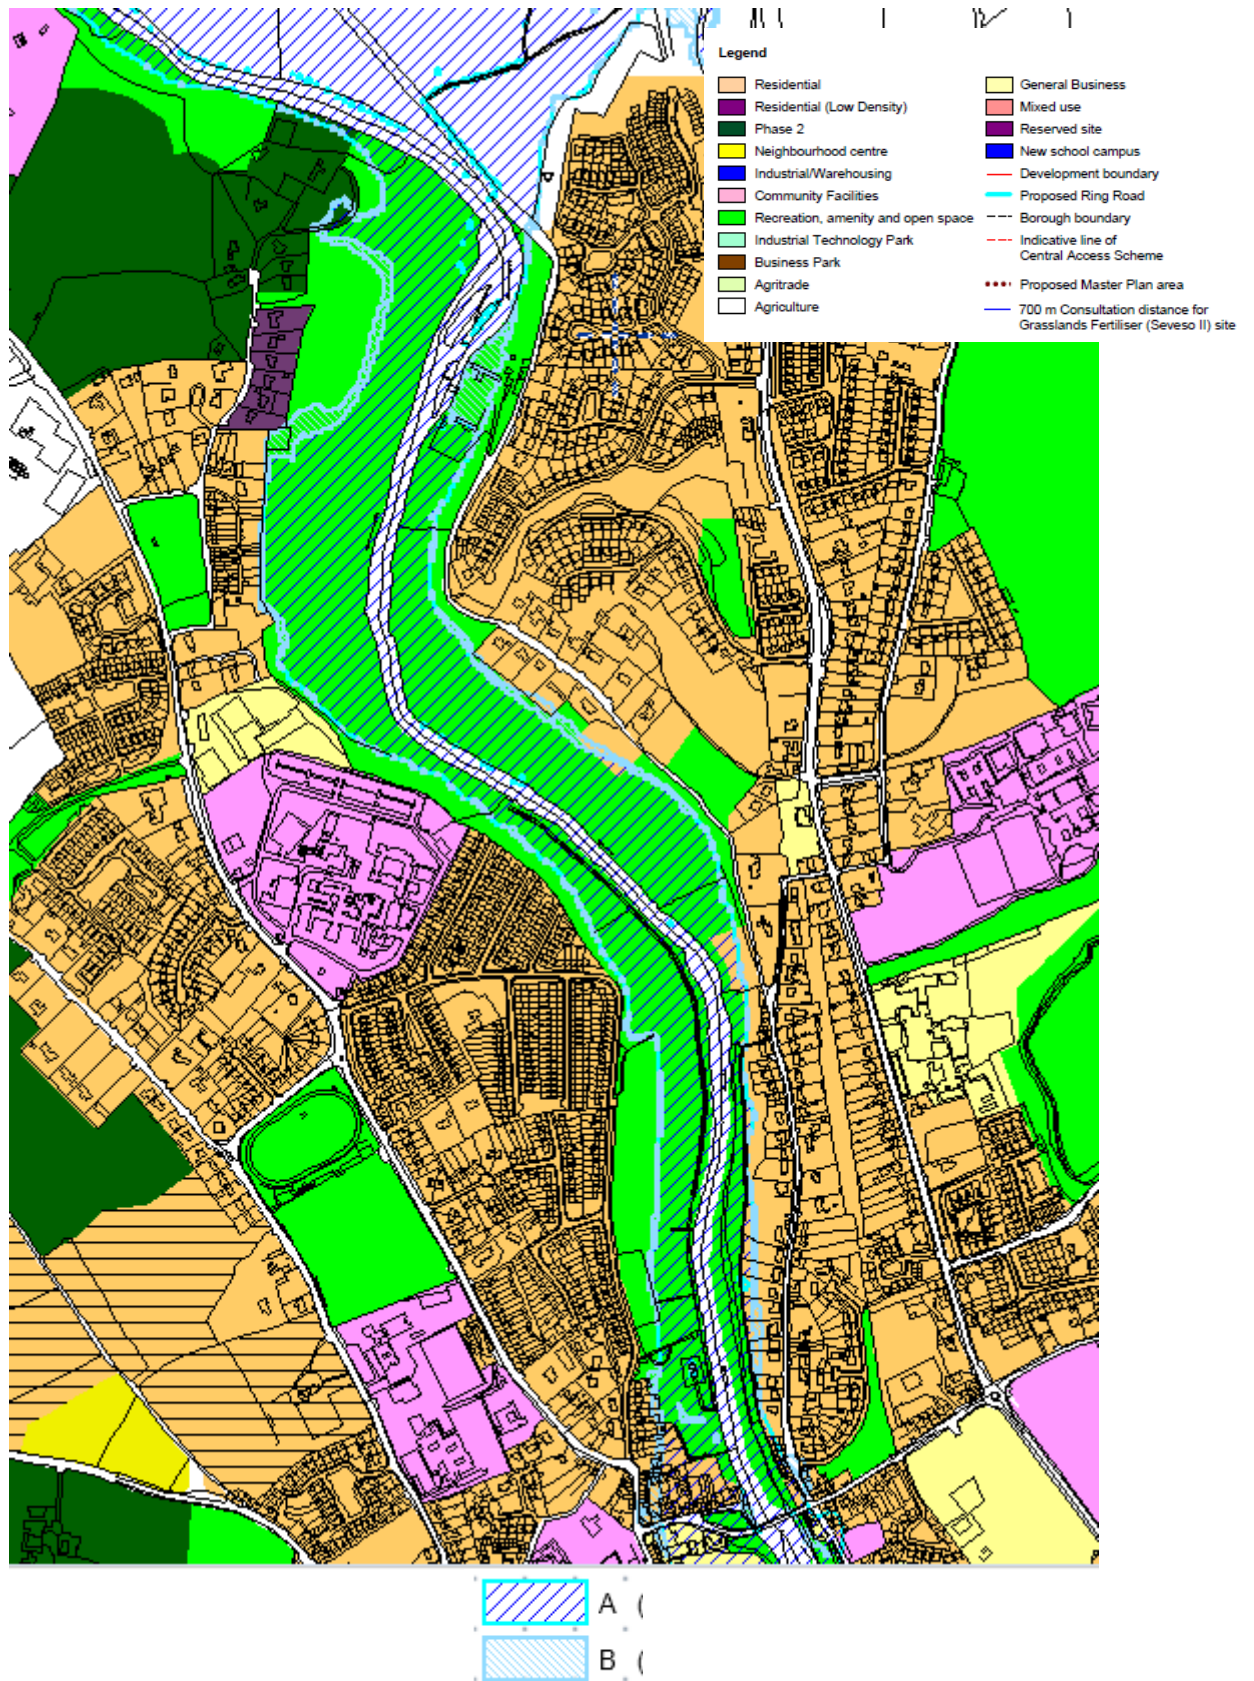 Legend
Residential
Residential (Low Density)
Phase 2
Neighbourhood centre
Industrial/Warehousing
Community Facilities
Recreation, amenity and open space
Industrial Technology Park
Business Park
Agritrade
Agriculture
General Business
Mixed use
Reserved site
New school campus
Development boundary
Proposed Ring Road
Borough boundary
Indicative line of
Central Access Scheme
Proposed Master Plan area
700 m Consultation distance for
Grasslands Fertiliser (Seveso II) site
A (
B (